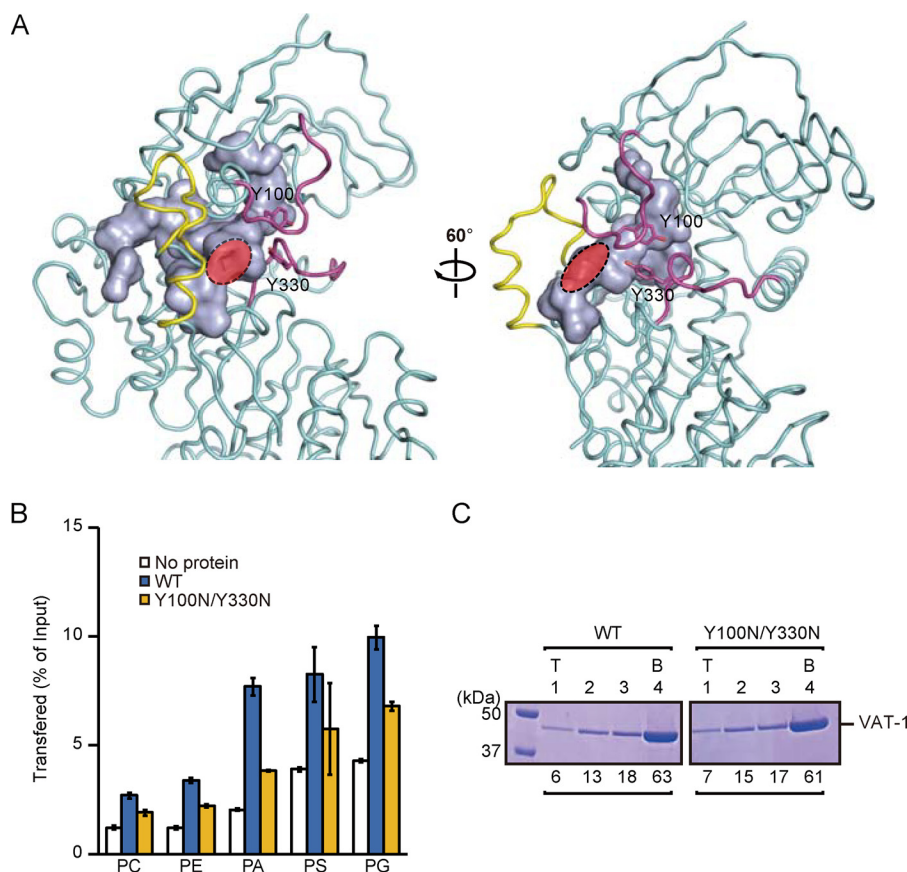 A
Y100
Y330
60°
Y100
Y330
B
15
10
5
0
Transfered (% of Input)
No protein
WT
Y100N/Y330N
PC PE PA PS PG
C
WT Y100N/Y330N
T B T B
(kDa) 1 2 3 4 1 2 3 4
50
37
VAT-1
6 13 18 63 7 15 17 61